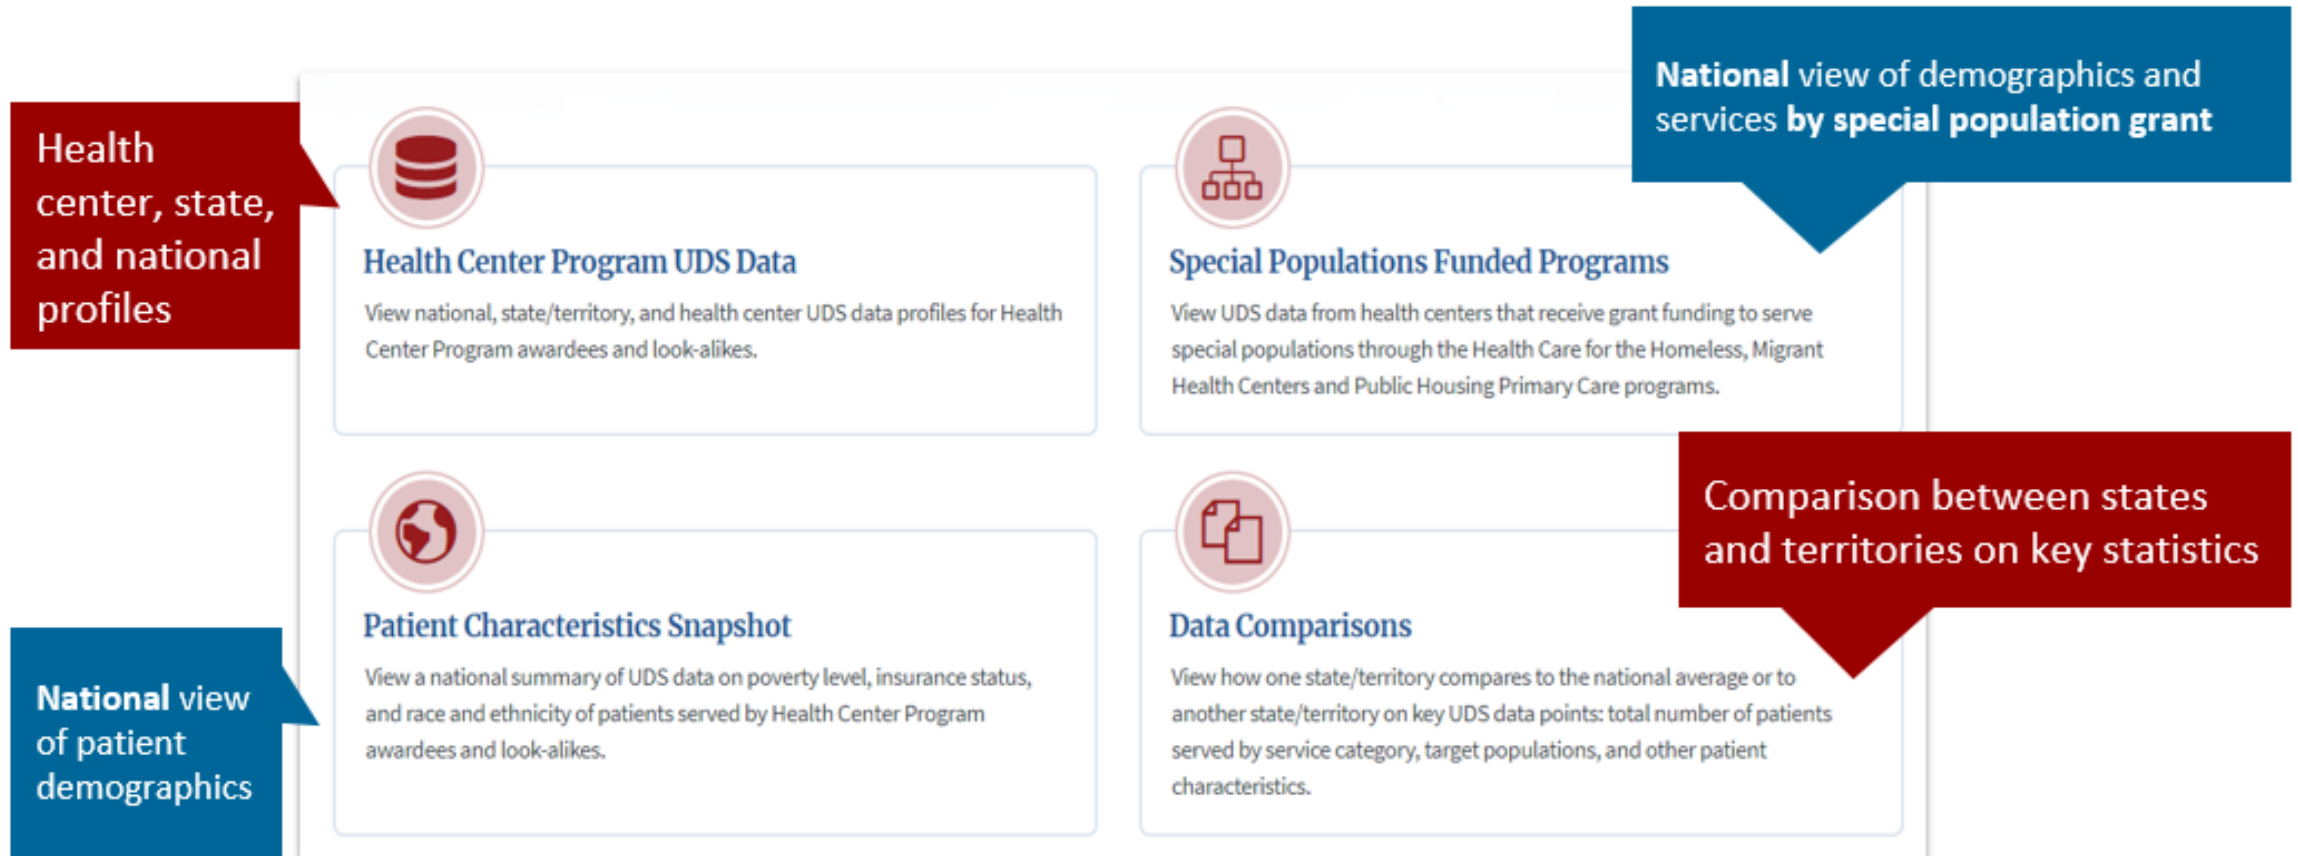 Health
center, state,
and national
profiles
National view of demographics and
services by special population grant
Health Center Program UDS Data
View national, state/territory, and health center UDS data profiles for Health
Center Program awardees and look-alikes.
Special Populations Funded Programs
View UDS data from health centers that receive grant funding to serve
special populations through the Health Care for the Homeless, Migrant
Health Centers and Public Housing Primary Care programs.
Comparison between states
and territories on key statistics
National view
of patient
demographics
Patient Characteristics Snapshot
View a national summary of UDS data on poverty level, insurance status,
and race and ethnicity of patients served by Health Center Program
awardees and look-alikes.
Data Comparisons
View how one state/territory compares to the national average or to
another state/territory on key UDS data points: total number of patients
served by service category, target populations, and other patient
characteristics.